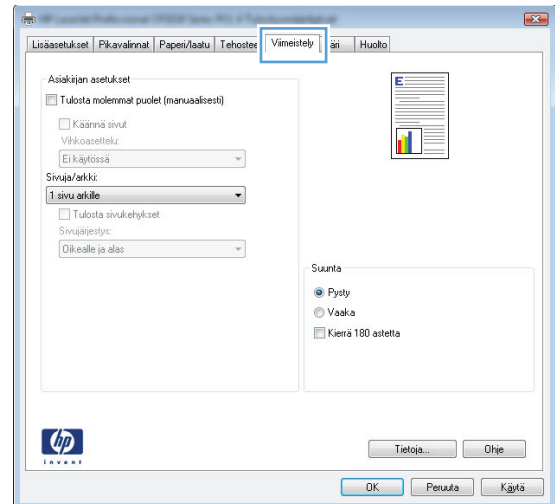 Lisäasetukset Pikavalinnat Paperi/laatu Tehosteet Viimeistely Huolto
Asiakirjan asetukset
Tulosta molemmat puolet (manuaalisesti)
Käännä sivut
Vihkoasettelu:
Ei käytössä
Sivuja/arkki:
1 sivu arkille
Tulosta sivukehykset
Sivujärjestys:
Oikealle ja alas
E
Suunta
Pysty
Vaaka
Kierrä 180 astetta
hp
invent
Tietoja... Ohje
OK Peruuta Käytä